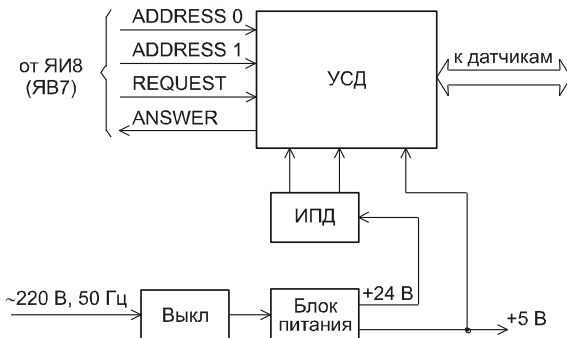 ADDRESS 0
ADDRESS 1
REQUEST
ANSWER
от ЯИ8
(ЯВ7)
УСД
к датчикам
ИПД
~220 В, 50 Гц
Выкл
Блок
питания
+24 В
+5 В